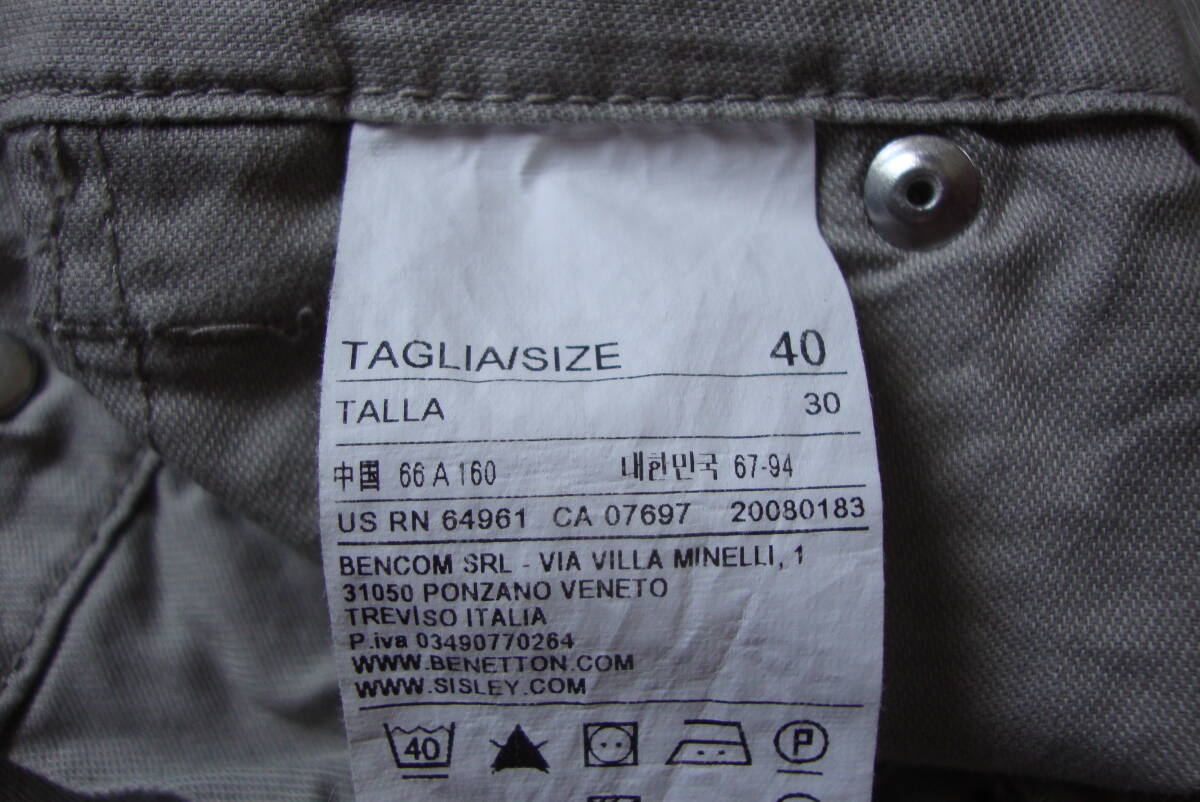 TAGLIA/SIZE 40
TALLA 30
中国 66 A 160 대한민국 67-94
US RN 64961 CA 07697 20080183
BENCOM SRL - VIA VILLA MINELLI, 1
31050 PONZANO VENETO
TREVISO ITALIA
P.iva 03490770264
WWW.BENETTON.COM
WWW.SISLEY.COM
40 P